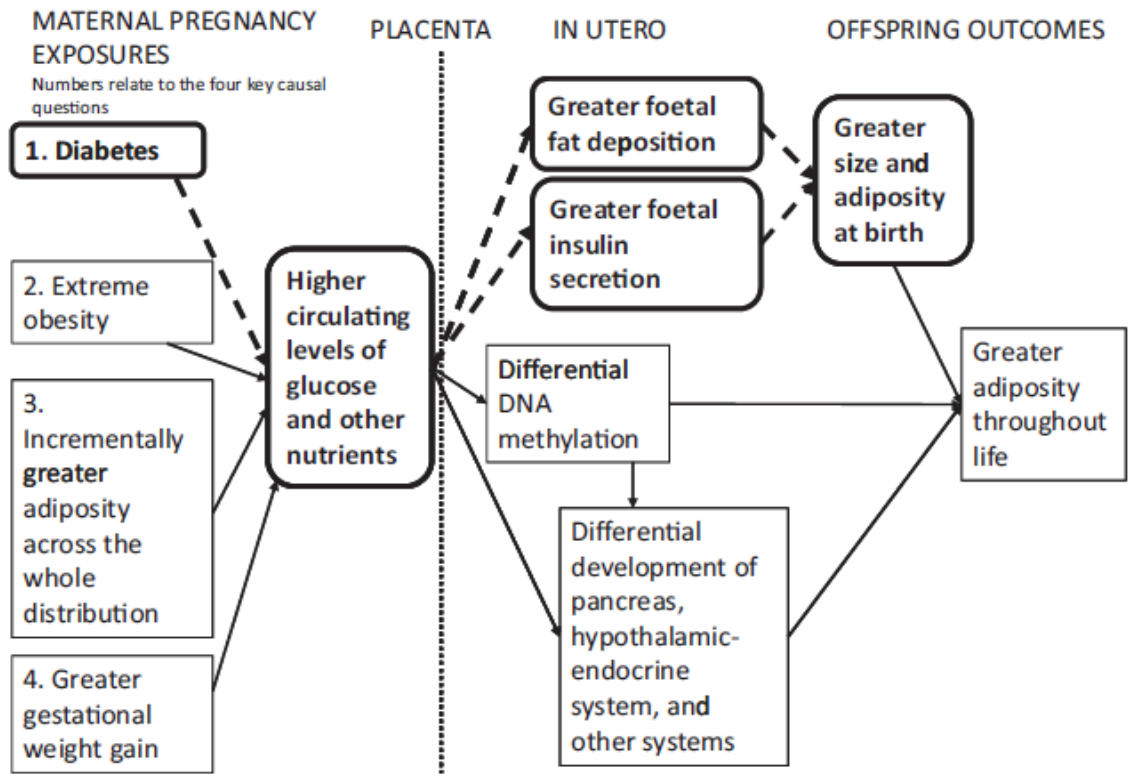 MATERNAL PREGNANCY
EXPOSURES
Numbers relate to the four key causal
questions
PLACENTA
IN UTERO
OFFSPRING OUTCOMES
1. Diabetes
2. Extreme
obesity
3.
Incrementally
greater
adiposity
across the
whole
distribution
4. Greater
gestational
weight gain
Higher
circulating
levels of
glucose
and other
nutrients
Greater foetal
fat deposition
Greater foetal
insulin
secretion
Differential
DNA
methylation
Differential
development of
pancreas,
hypothalamic-
endocrine
system, and
other systems
Greater
size and
adiposity
at birth
Greater
adiposity
throughout
life